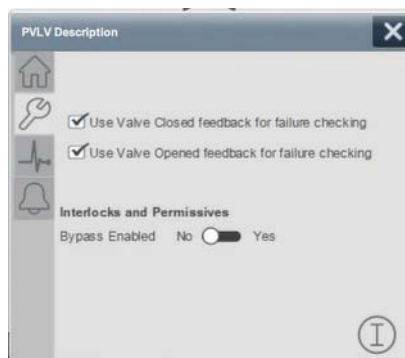 PVLV Description
Use Valve Closed feedback for failure checking
Use Valve Opened feedback for failure checking
Interlocks and Permissives
Bypass Enabled No Yes